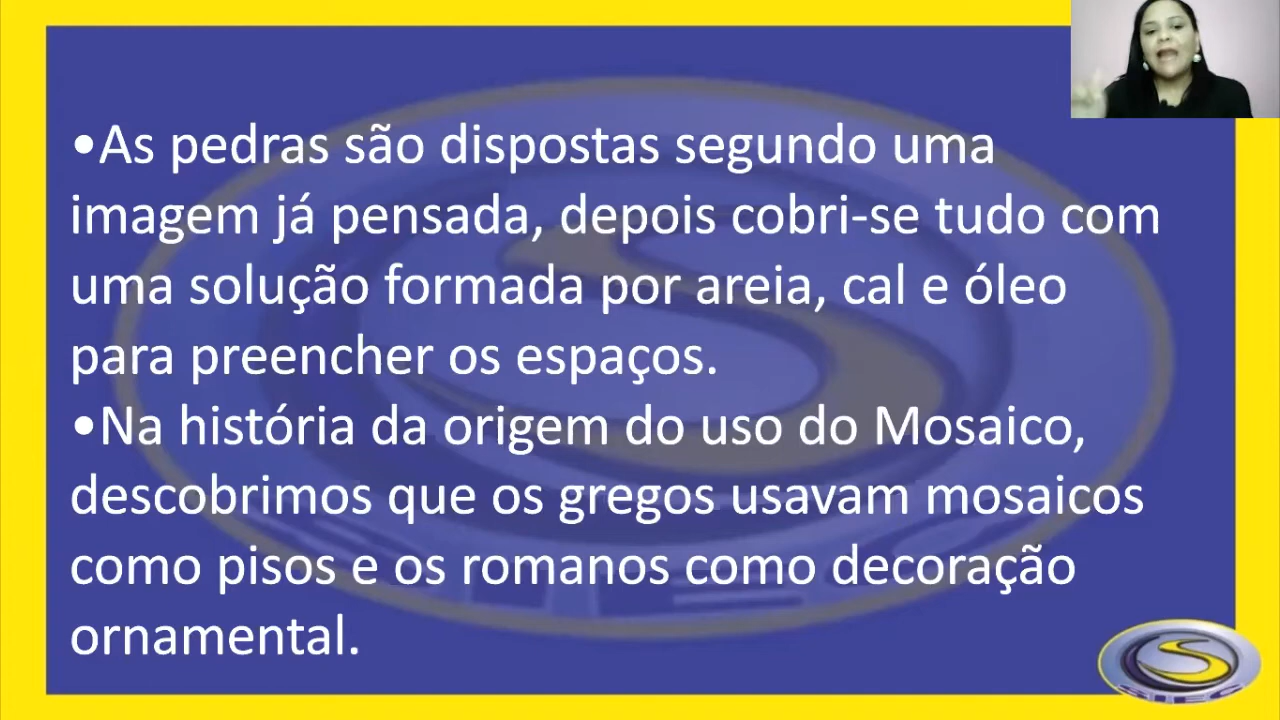 •As pedras são dispostas segundo uma
imagem já pensada, depois cobri-se tudo com
uma solução formada por areia, cal e óleo
para preencher os espaços.
•Na história da origem do uso do Mosaico,
descobrimos que os gregos usavam mosaicos
como pisos e os romanos como decoração
ornamental.